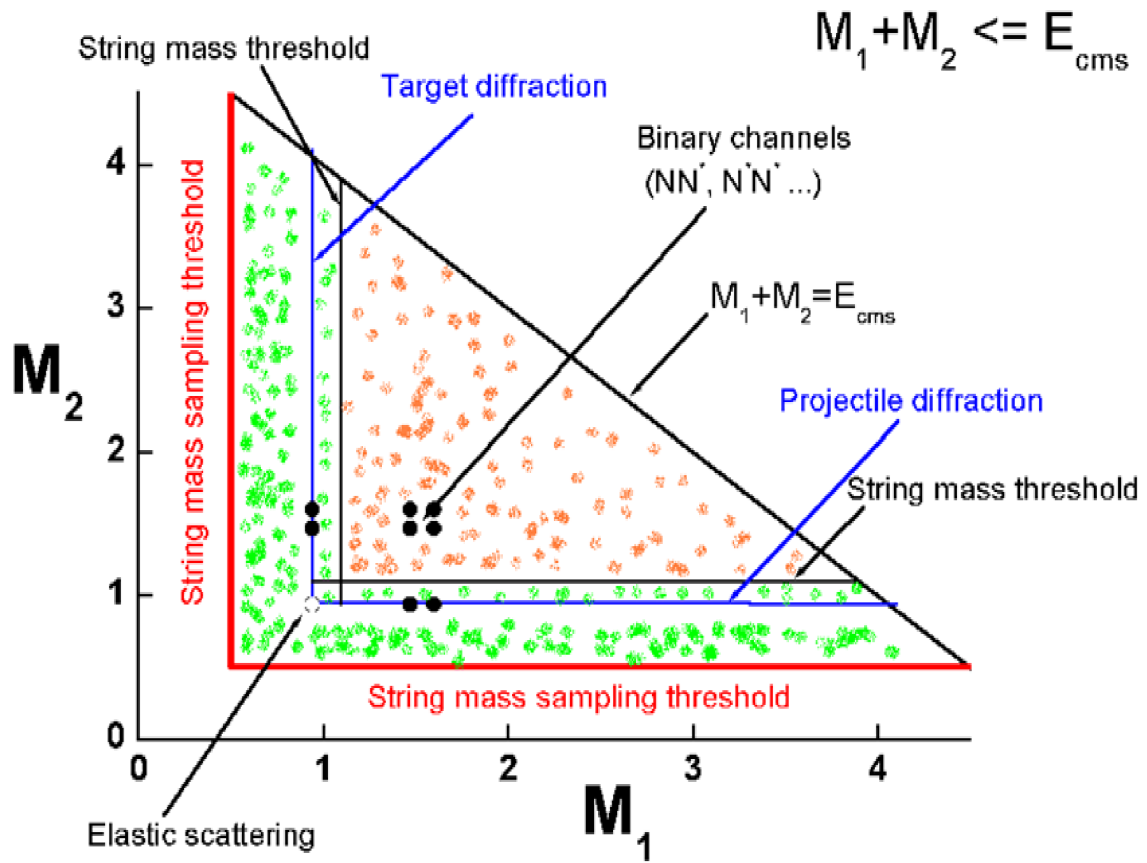 M₁+M₂ <= E_cms
String mass threshold
Target diffraction
Binary channels
(NN*, N*N* ...)
M₁+M₂=E_cms
Projectile diffraction
String mass threshold
String mass sampling threshold
String mass sampling threshold
Elastic scattering
M₂
4
3
2
1
0
0
1
2
3
4
M₁